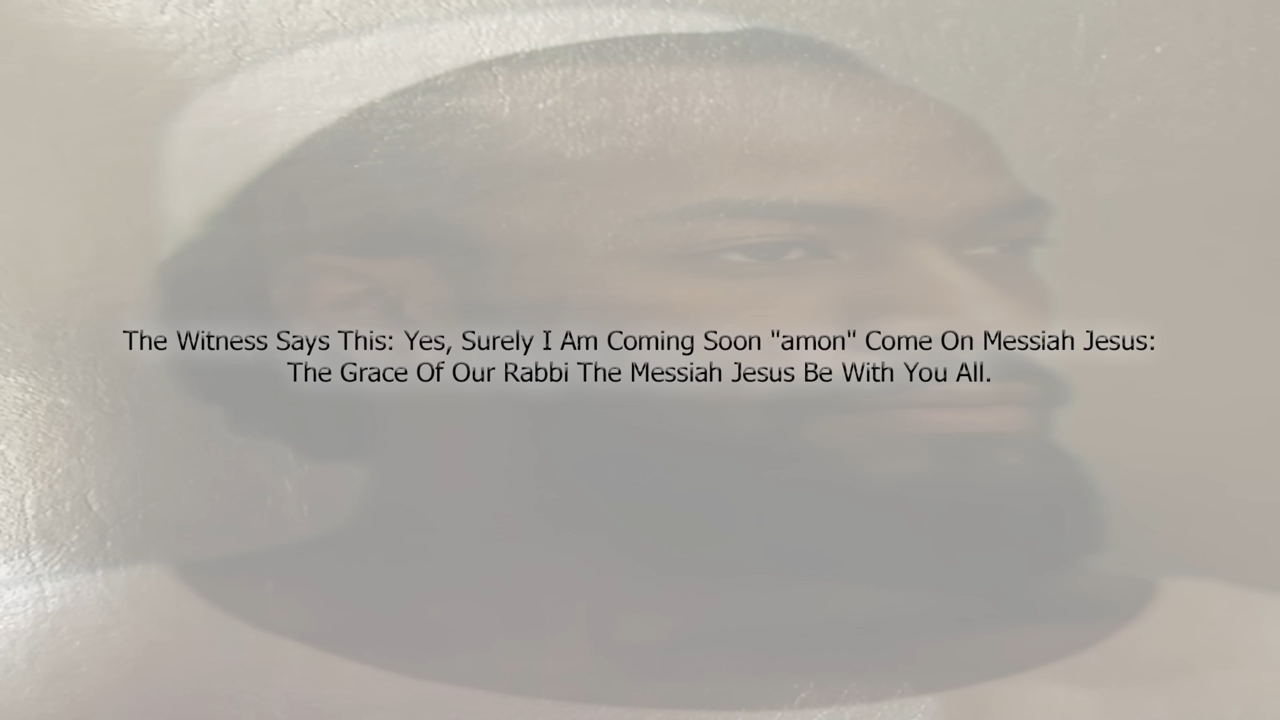 The Witness Says This: Yes, Surely I Am Coming Soon "amon" Come On Messiah Jesus:
The Grace Of Our Rabbi The Messiah Jesus Be With You All.